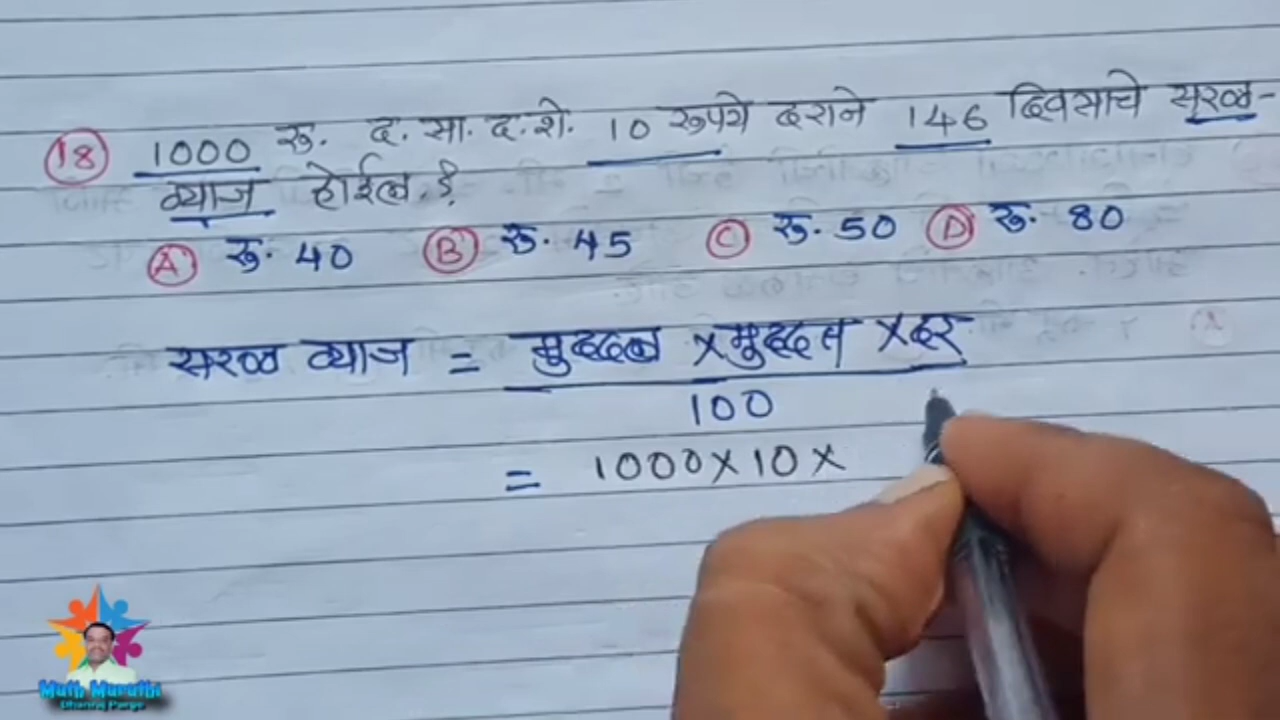 18 1000 रु. द. सा. द. शे. 10 रुपये दराने 146 दिवसाचे सरळ-
व्याज होईल.?
A रु. 40 B रु. 45 C रु. 50 D रु. 80
सरळ व्याज = मुद्दल × मुद्दत × दर
100
= 1000 × 10 ×
Math Marathi